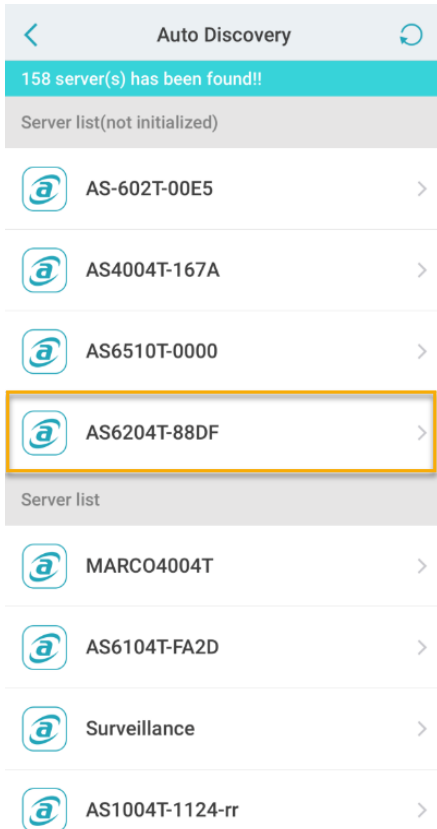 Auto Discovery
158 server(s) has been found!!
Server list(not initialized)
AS-602T-00E5
AS4004T-167A
AS6510T-0000
AS6204T-88DF
Server list
MARCO4004T
AS6104T-FA2D
Surveillance
AS1004T-1124-rr